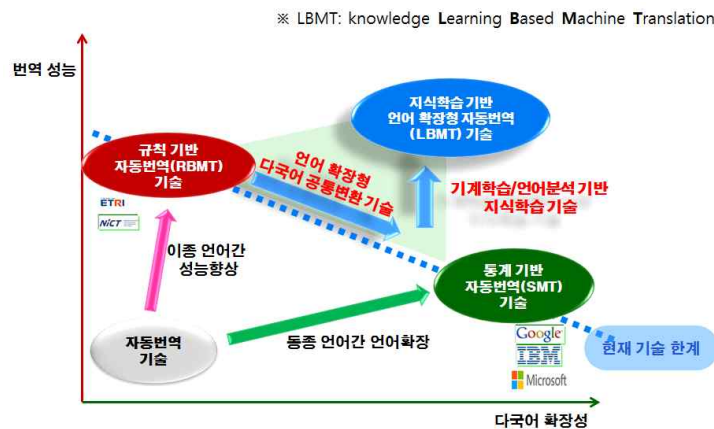 ※ LBMT: knowledge Learning Based Machine Translation
번역 성능
지식학습 기반
언어 확장형 자동번역
(LBMT) 기술
규칙 기반
자동번역(RBMT)
기술
언어 확장형
다국어 공통변환 기술
기계학습/언어분석 기반
지식학습 기술
ETRI
NiCT
이종 언어간
성능향상
통계 기반
자동번역(SMT)
기술
자동번역
기술
동종 언어간 언어확장
Google
IBM
Microsoft
현재 기술 한계
다국어 확장성